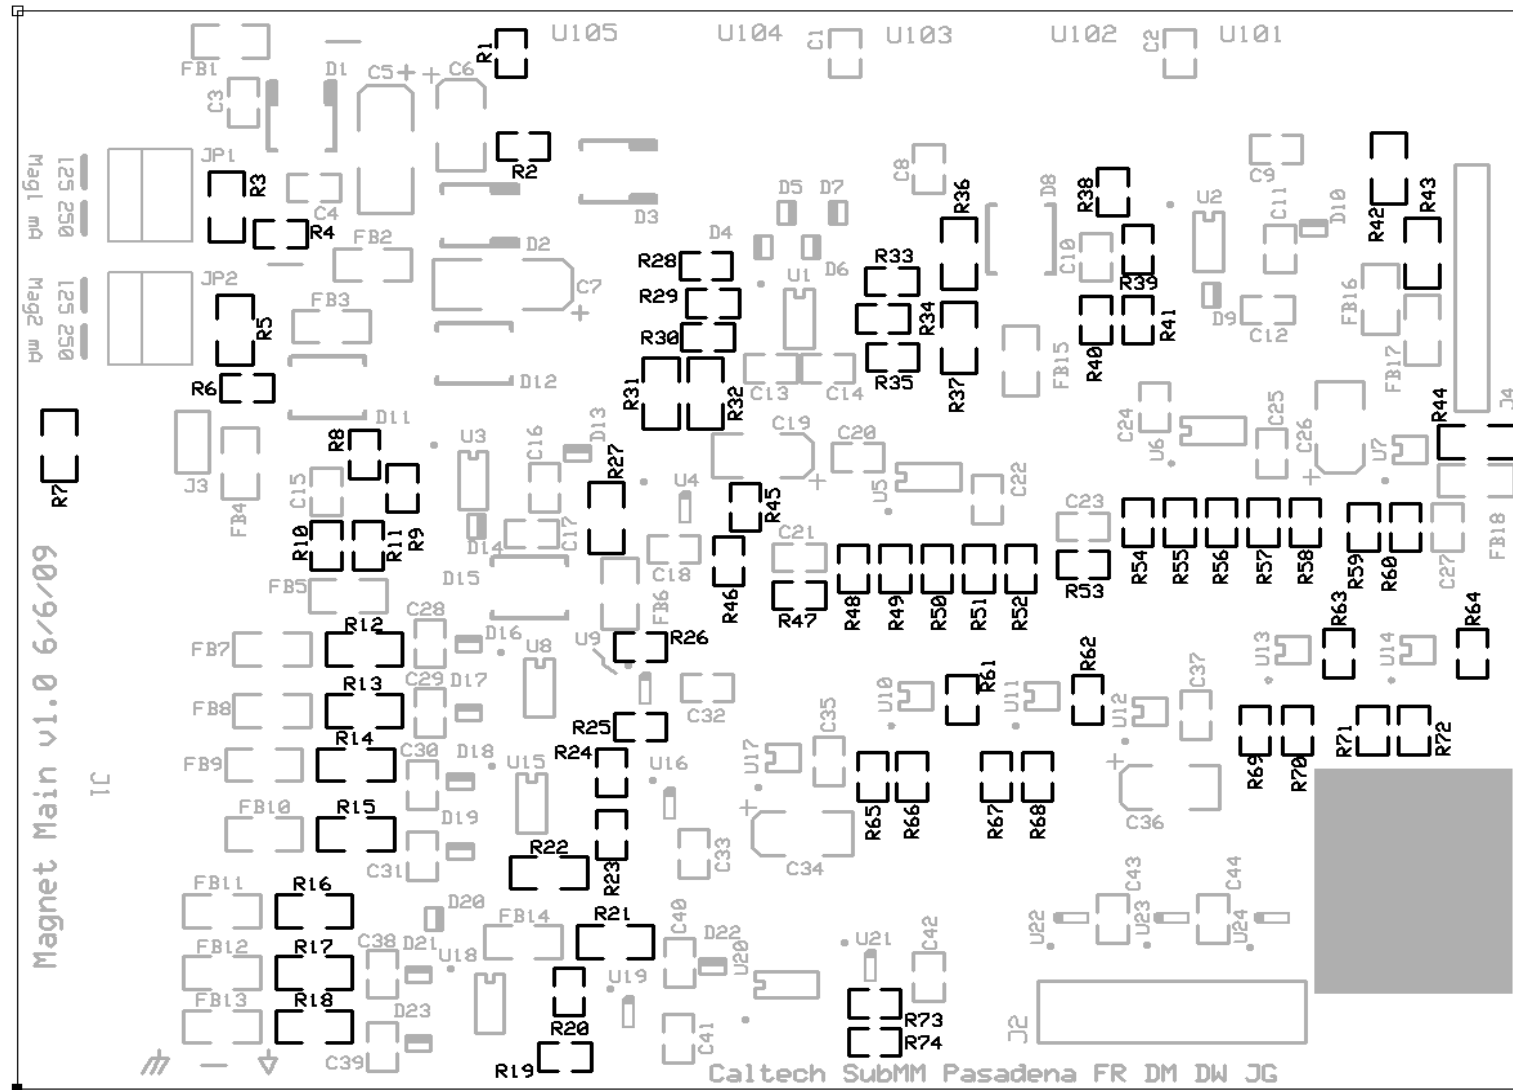 U105
U104
C1
U103
U102
C2
U101
R1
FB1
D1
C5
C6
C3
JP1
R2
R3
C4
R4
FB2
D3
D2
C7
Mag1 mA
125 250
JP2
FB3
R5
R6
Mag2 mA
125 250
D12
D11
D5
D7
D4
D6
U1
R28
R29
R30
R31
R32
C13
C14
C8
R36
D8
R33
R34
R35
R37
FB15
R38
U2
C10
R39
R40
R41
C9
C11
D10
D9
C12
R42
R43
FB16
FB17
J4
R44
R7
J3
FB4
R8
C15
R9
R10
R11
U3
C16
D13
D14
C17
R27
D15
FB5
U4
C18
FB6
R45
R46
C19
C20
C21
R47
U5
C22
C23
R48
R49
R50
R51
R52
R53
C24
U6
C25
C26
U7
R54
R55
R56
R57
R58
R59
R60
C27
FB18
FB7
R12
C28
D16
U8
U9
R26
FB8
R13
C29
D17
R25
C32
FB9
R14
C30
D18
U15
R24
U16
FB10
R15
C31
D19
R22
R23
C33
J1
U10
R61
U11
R62
U12
C37
U13
R63
U14
R64
U17
C35
R65
R66
R67
R68
C34
C36
R69
R70
R71
R72
FB11
R16
D20
FB14
R21
C40
D22
U20
FB12
R17
C38
D21
U18
U19
R20
FB13
R18
C39
D23
R19
C41
U21
C42
R73
R74
U22
C43
U23
C44
U24
J2
Magnet Main v1.0 6/6/09
Caltech SubMM Pasadena FR DM DW JG